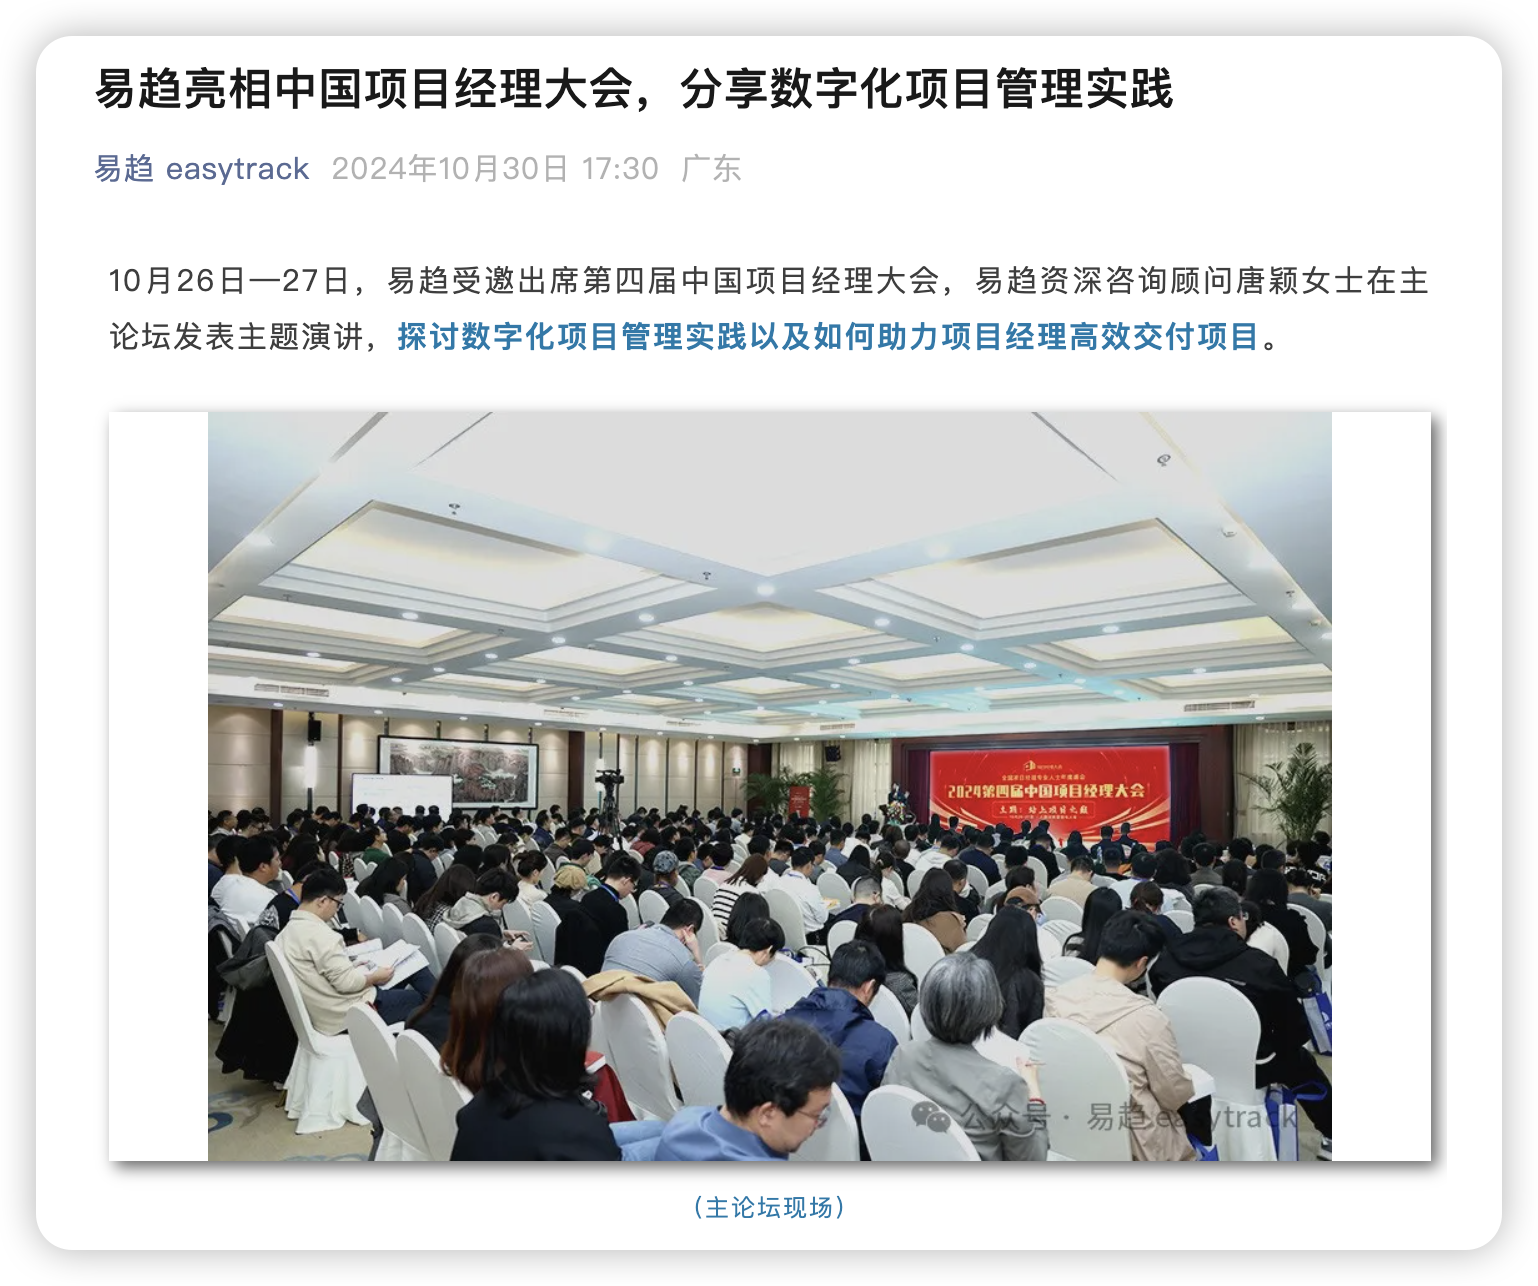 易趋亮相中国项目经理大会，分享数字化项目管理实践
易趋 easytrack 2024年10月30日 17:30 广东
10月26日—27日，易趋受邀出席第四届中国项目经理大会，易趋资深咨询顾问唐颖女士在主
论坛发表主题演讲，探讨数字化项目管理实践以及如何助力项目经理高效交付项目。
2024第四届中国项目经理大会
公众号 · 易趋 easytrack
（主论坛现场）